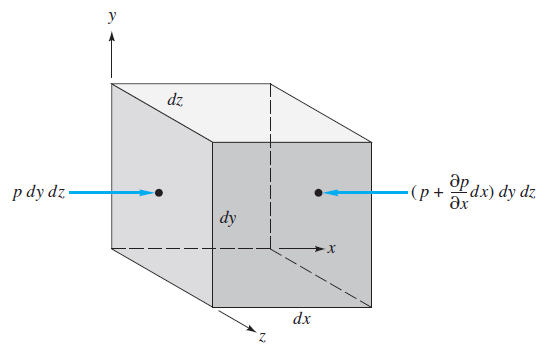 y
dz
p dy dz
(p + ∂p/∂x dx) dy dz
dy
x
dx
z